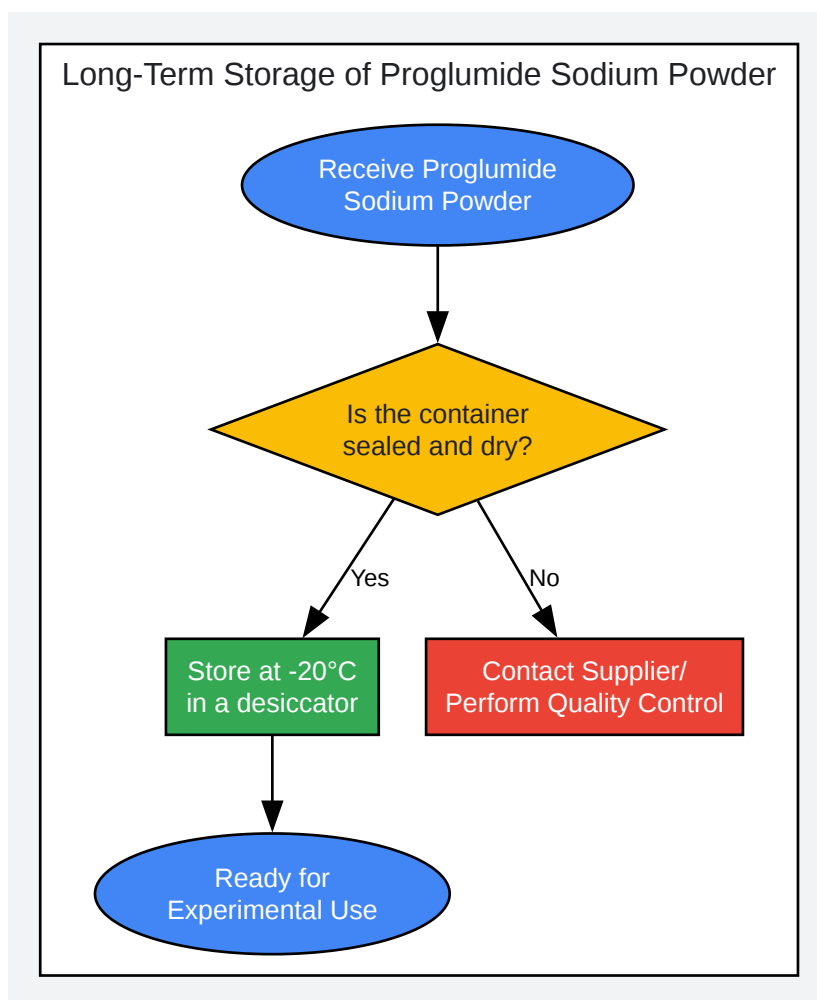 Long-Term Storage of Proglumide Sodium Powder
Receive Proglumide
Sodium Powder
Is the container
sealed and dry?
Yes
No
Store at -20°C
in a desiccator
Contact Supplier/
Perform Quality Control
Ready for
Experimental Use